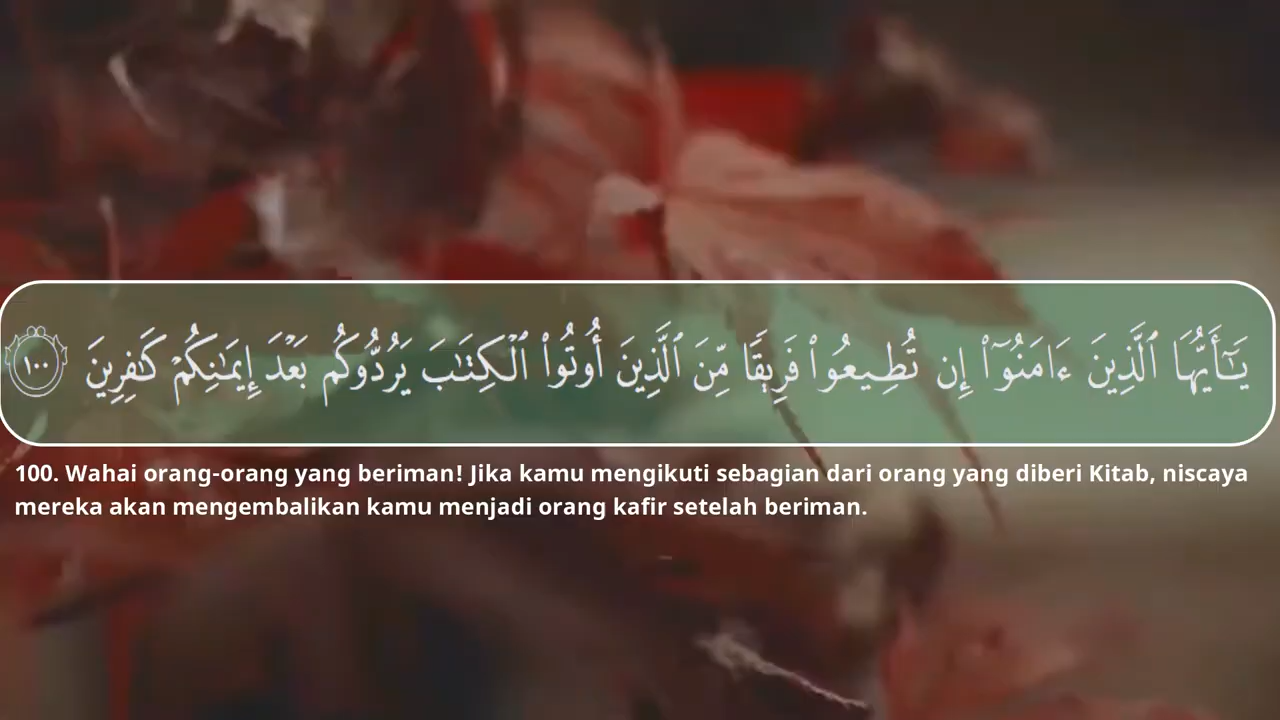 يَـٰٓأَيُّهَا ٱلَّذِينَ ءَامَنُوٓا۟ إِن تُطِيعُوا۟ فَرِيقًا مِّنَ ٱلَّذِينَ أُوتُوا۟ ٱلْكِتَـٰبَ يَرُدُّوكُم بَعْدَ إِيمَـٰنِكُمْ كَـٰفِرِينَ ١٠٠
100. Wahai orang-orang yang beriman! Jika kamu mengikuti sebagian dari orang yang diberi Kitab, niscaya
mereka akan mengembalikan kamu menjadi orang kafir setelah beriman.